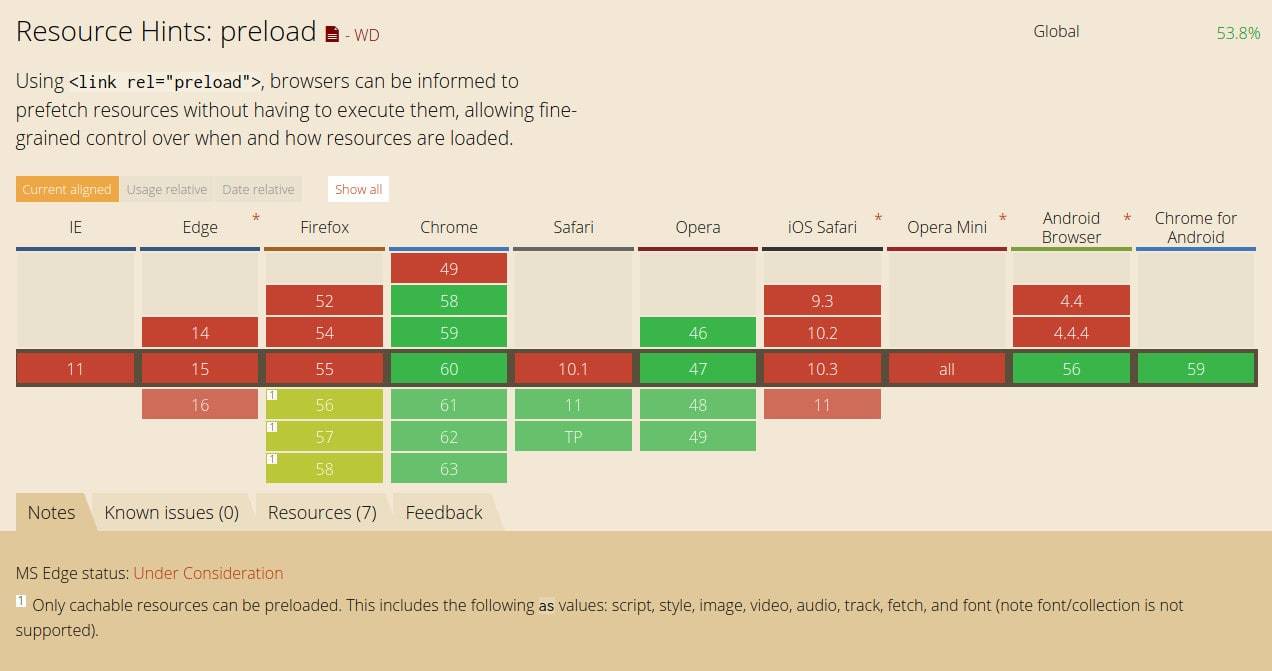 Resource Hints: preload - WD
Global 53.8%
Using <link rel="preload">, browsers can be informed to
prefetch resources without having to execute them, allowing fine-
grained control over when and how resources are loaded.
Current aligned Usage relative Date relative Show all
IE Edge * Firefox Chrome Safari Opera iOS Safari * Opera Mini * Android Browser * Chrome for Android
49
52 58 9.3 4.4
14 54 59 46 10.2 4.4.4
11 15 55 60 10.1 47 10.3 all 56 59
16 1 56 61 11 48 11
1 57 62 TP 49
1 58 63
Notes Known issues (0) Resources (7) Feedback
MS Edge status: Under Consideration
1 Only cachable resources can be preloaded. This includes the following as values: script, style, image, video, audio, track, fetch, and font (note font/collection is not
supported).